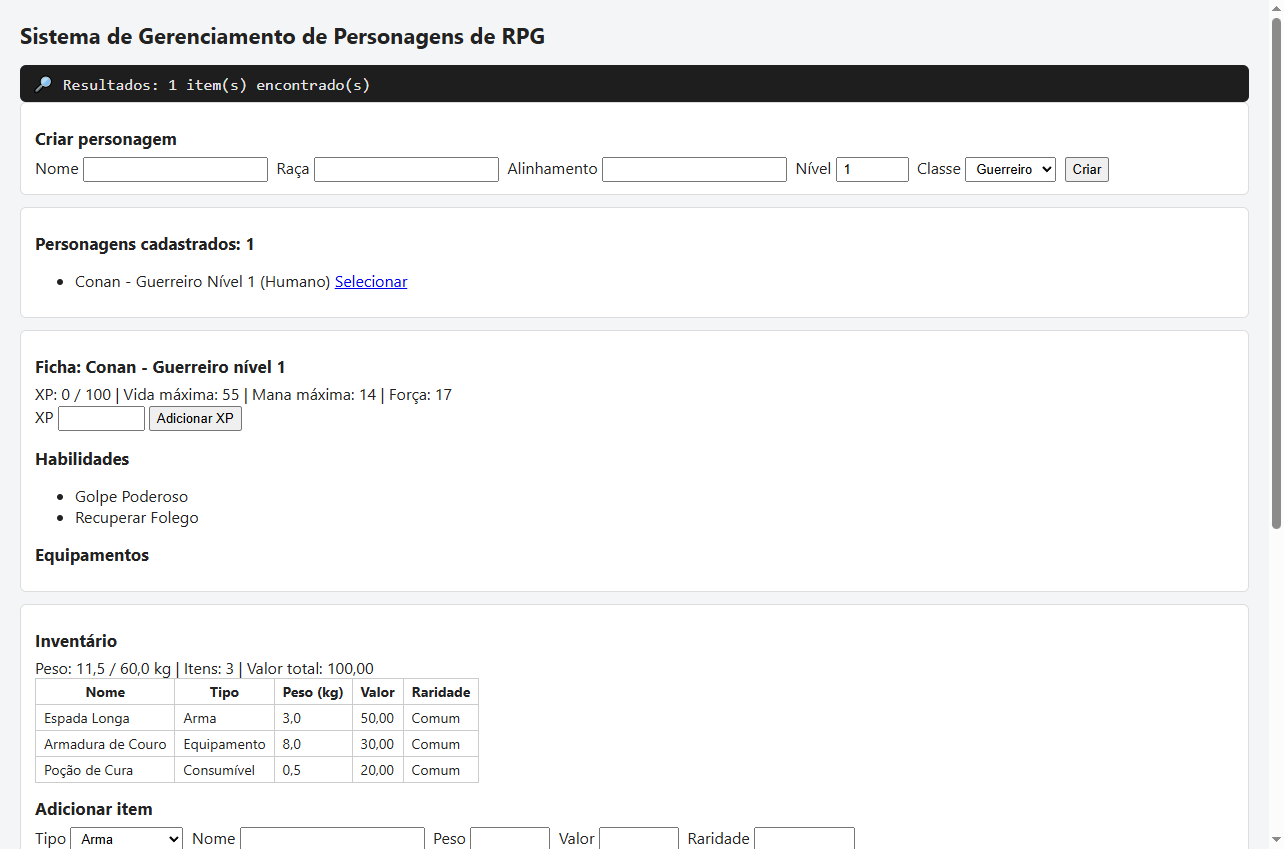 Sistema de Gerenciamento de Personagens de RPG
🔎 Resultados: 1 item(s) encontrado(s)
Criar personagem
Nome Raça Alinhamento Nível 1 Classe Guerreiro Criar
Personagens cadastrados: 1
• Conan - Guerreiro Nível 1 (Humano) Selecionar
Ficha: Conan - Guerreiro nível 1
XP: 0 / 100 | Vida máxima: 55 | Mana máxima: 14 | Força: 17
XP Adicionar XP
Habilidades
• Golpe Poderoso
• Recuperar Folego
Equipamentos
Inventário
Peso: 11,5 / 60,0 kg | Itens: 3 | Valor total: 100,00
Nome Tipo Peso (kg) Valor Raridade
Espada Longa Arma 3,0 50,00 Comum
Armadura de Couro Equipamento 8,0 30,00 Comum
Poção de Cura Consumível 0,5 20,00 Comum
Adicionar item
Tipo Arma Nome Peso Valor Raridade